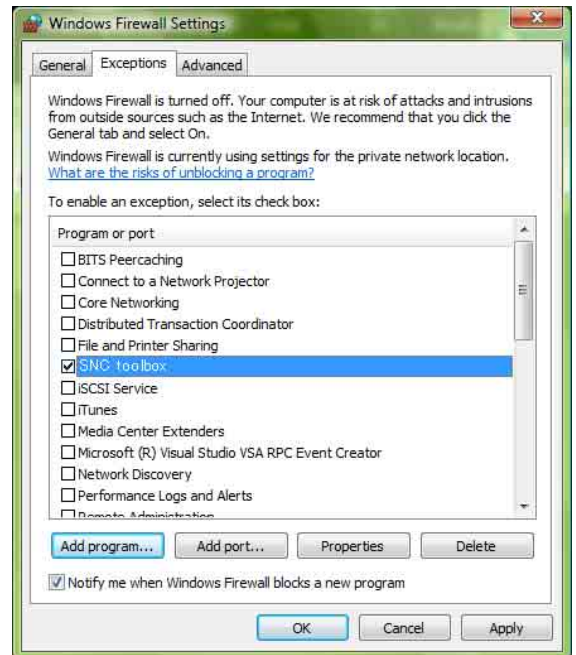 Windows Firewall Settings
General
Exceptions
Advanced
Windows Firewall is turned off. Your computer is at risk of attacks and intrusions
from outside sources such as the Internet. We recommend that you click the
General tab and select On.
Windows Firewall is currently using settings for the private network location.
What are the risks of unblocking a program?
To enable an exception, select its check box:
Program or port
BITS Peercaching
Connect to a Network Projector
Core Networking
Distributed Transaction Coordinator
File and Printer Sharing
SNC toolbox
iSCSI Service
iTunes
Media Center Extenders
Microsoft (R) Visual Studio VSA RPC Event Creator
Network Discovery
Performance Logs and Alerts
Remote Administration
Add program...
Add port...
Properties
Delete
Notify me when Windows Firewall blocks a new program
OK
Cancel
Apply